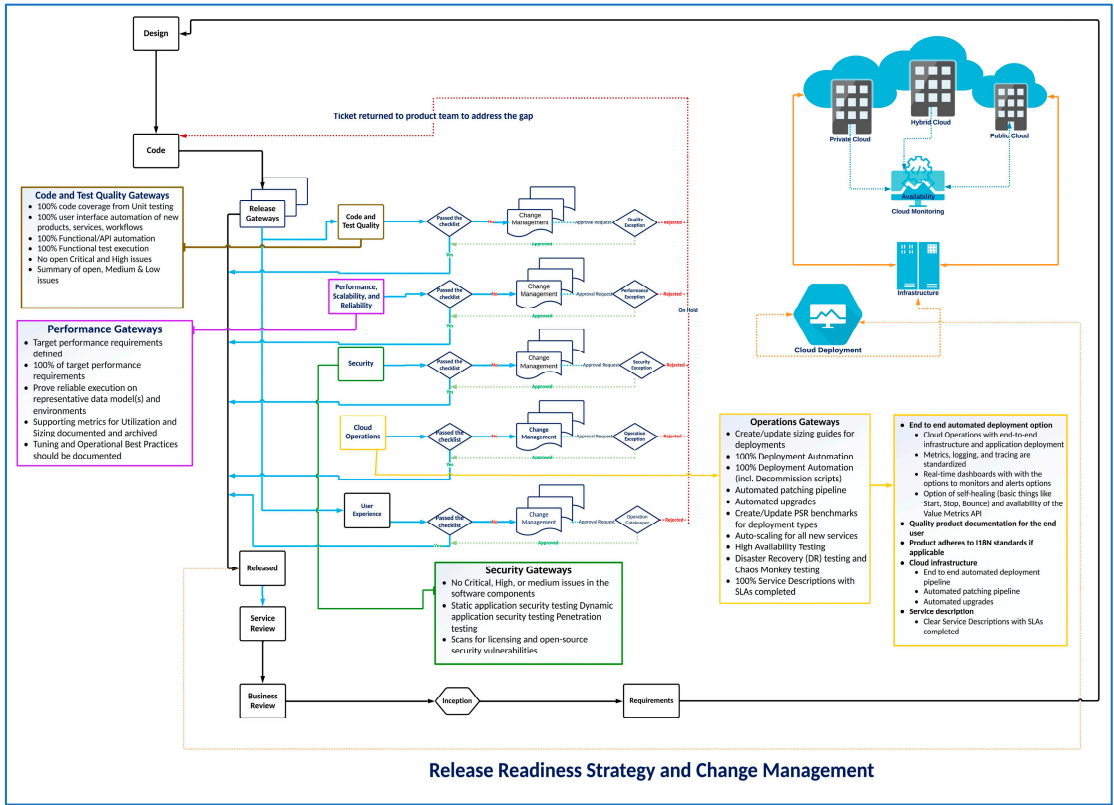 Design
Ticket returned to product team to address the gap
Code
Private Cloud
Hybrid Cloud
Public Cloud
Availability
Cloud Monitoring
Infrastructure
Cloud Deployment
Code and Test Quality Gateways
• 100% code coverage from Unit testing
• 100% user interface automation of new
products, services, workflows
• 100% Functional/API automation
• 100% Functional test execution
• No open Critical and High issues
• Summary of open, Medium & Low
issues
Release
Gateways
Code and
Test Quality
Passed the
checklist
No
Yes
Change
Management
Approval Request
Quality
Exception
Rejected
Approved
Performance,
Scalability, and
Reliability
Passed the
checklist
No
Yes
Change
Management
Approval Request
Performance
Exception
Rejected
Approved
On Hold
Performance Gateways
• Target performance requirements
defined
• 100% of target performance
requirements
• Prove reliable execution on
representative data model(s) and
environments
• Supporting metrics for Utilization and
Sizing documented and archived
• Tuning and Operational Best Practices
should be documented
Security
Passed the
checklist
No
Yes
Change
Management
Approval Request
Security
Exception
Rejected
Approved
Cloud
Operations
Passed the
checklist
No
Yes
Change
Management
Approval Request
Operation
Exception
Rejected
Approved
User
Experience
Passed the
checklist
No
Yes
Change
Management
Approval Request
Operation
Rejected
Approved
Operations Gateways
• Create/update sizing guides for
deployments
• 100% Deployment Automation
• 100% Deployment Automation
(incl. Decommission scripts)
• Automated patching pipeline
• Automated upgrades
• Create/Update PSR benchmarks
for deployment types
• Auto-scaling for all new services
• High Availability Testing
• Disaster Recovery (DR) testing and
Chaos Monkey testing
• 100% Service Descriptions with
SLAs completed
• End to end automated deployment option
• Cloud Operations with end-to-end
infrastructure and application deployment
• Metrics, logging, and tracing are
standardized
• Real-time dashboards with with the
options to monitors and alerts options
• Option of self-healing (basic things like
Start, Stop, Bounce) and availability of the
Value Metrics API
• Quality product documentation for the end
user
• Product adheres to I18N standards if
applicable
• Cloud infrastructure
• End to end automated deployment
pipeline
• Automated patching pipeline
• Automated upgrades
• Service description
• Clear Service Descriptions with SLAs
completed
Security Gateways
• No Critical, High, or medium issues in the
software components
• Static application security testing Dynamic
application security testing Penetration
testing
• Scans for licensing and open-source
security vulnerabilities
Released
Service
Review
Business
Review
Inception
Requirements
Release Readiness Strategy and Change Management